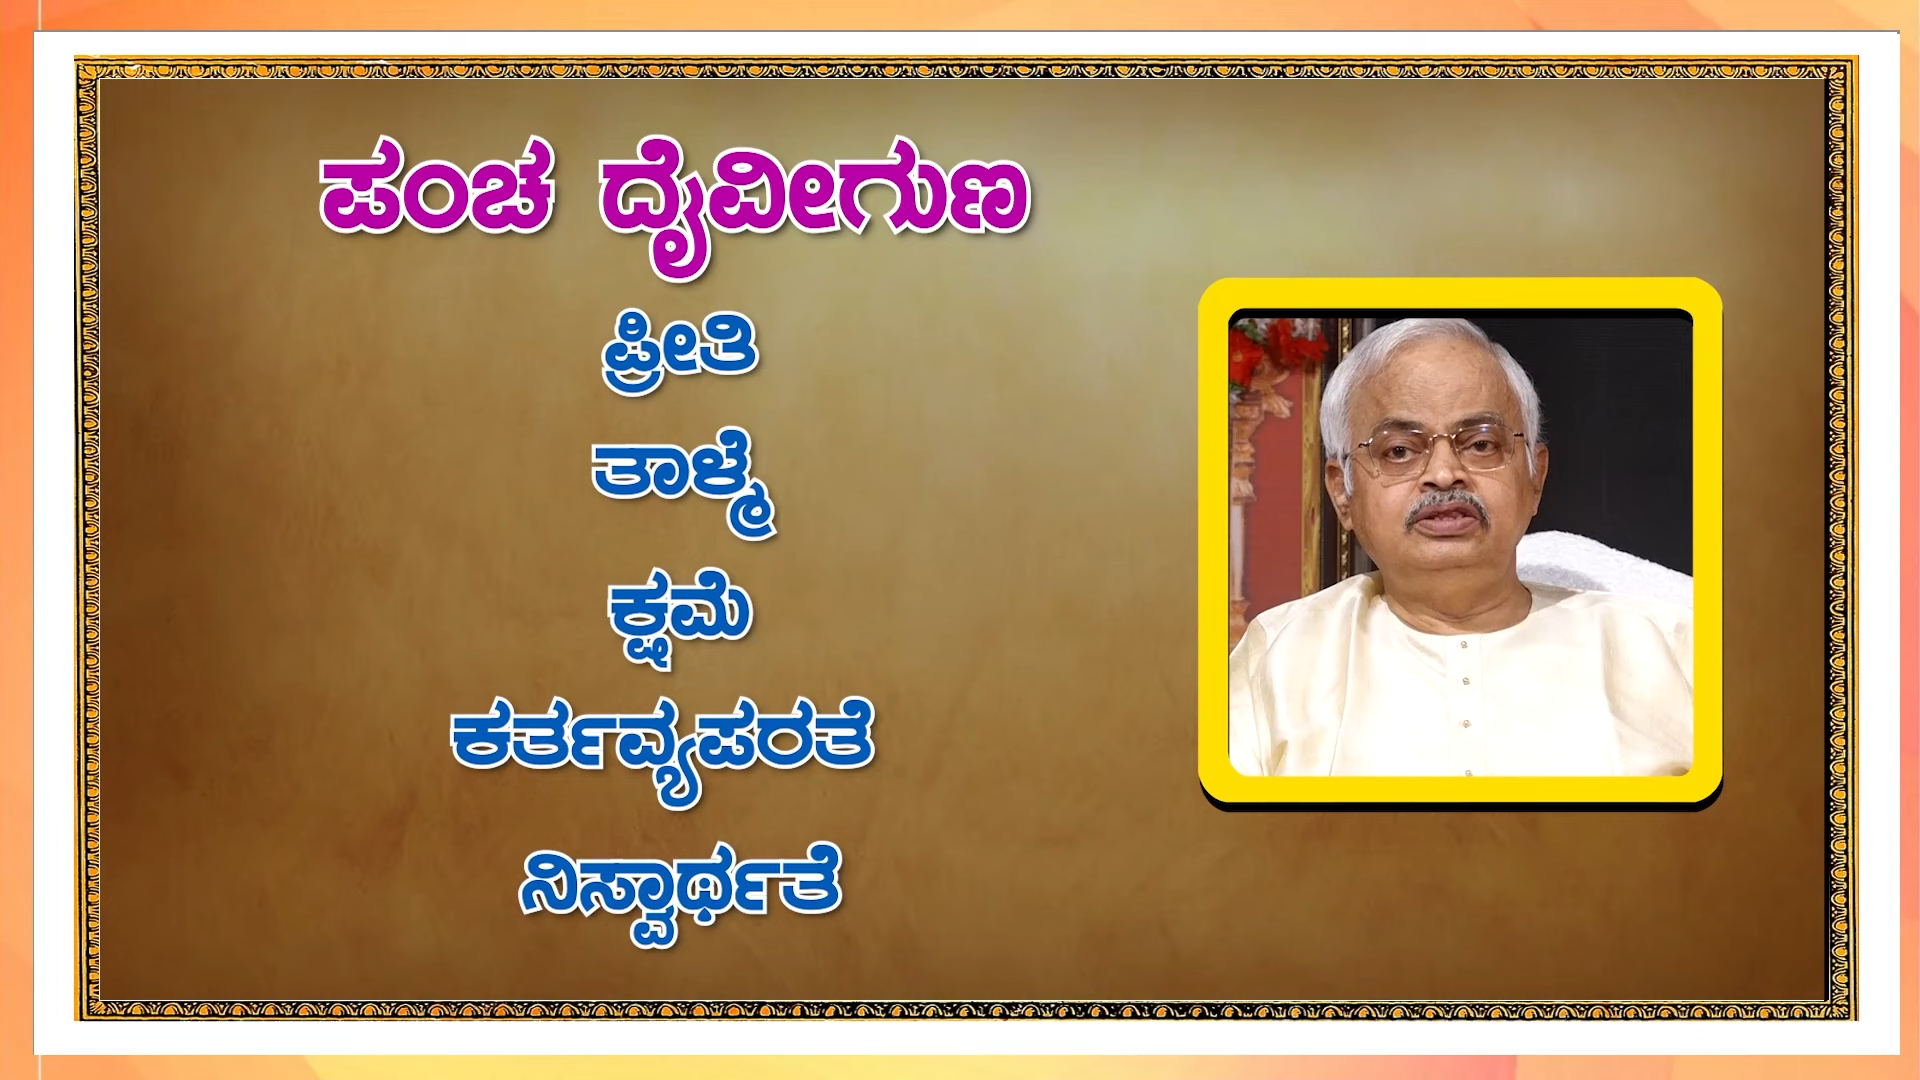 ಪಂಚ ದೈವೀಗುಣ
ಪ್ರೀತಿ
ತಾಳ್ಮೆ
ಕ್ಷಮೆ
ಕರ್ತವ್ಯಪರತೆ
ನಿಸ್ವಾರ್ಥತೆ